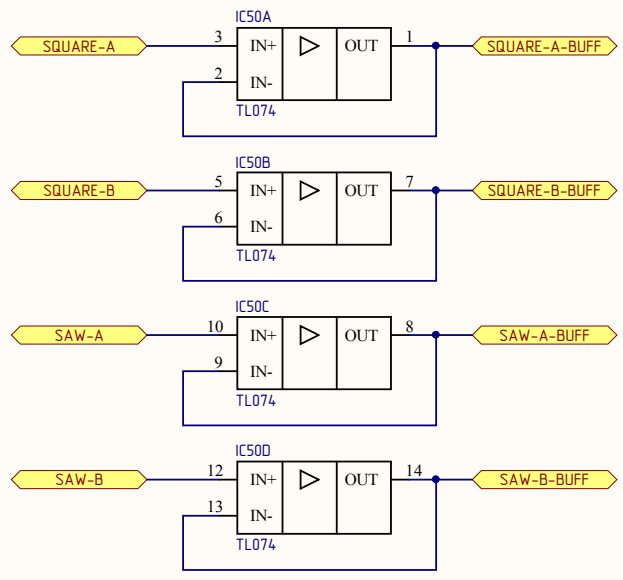 IC50A
SQUARE-A 3 IN+ OUT 1 SQUARE-A-BUFF
2 IN-
TL074
IC50B
SQUARE-B 5 IN+ OUT 7 SQUARE-B-BUFF
6 IN-
TL074
IC50C
SAW-A 10 IN+ OUT 8 SAW-A-BUFF
9 IN-
TL074
IC50D
SAW-B 12 IN+ OUT 14 SAW-B-BUFF
13 IN-
TL074